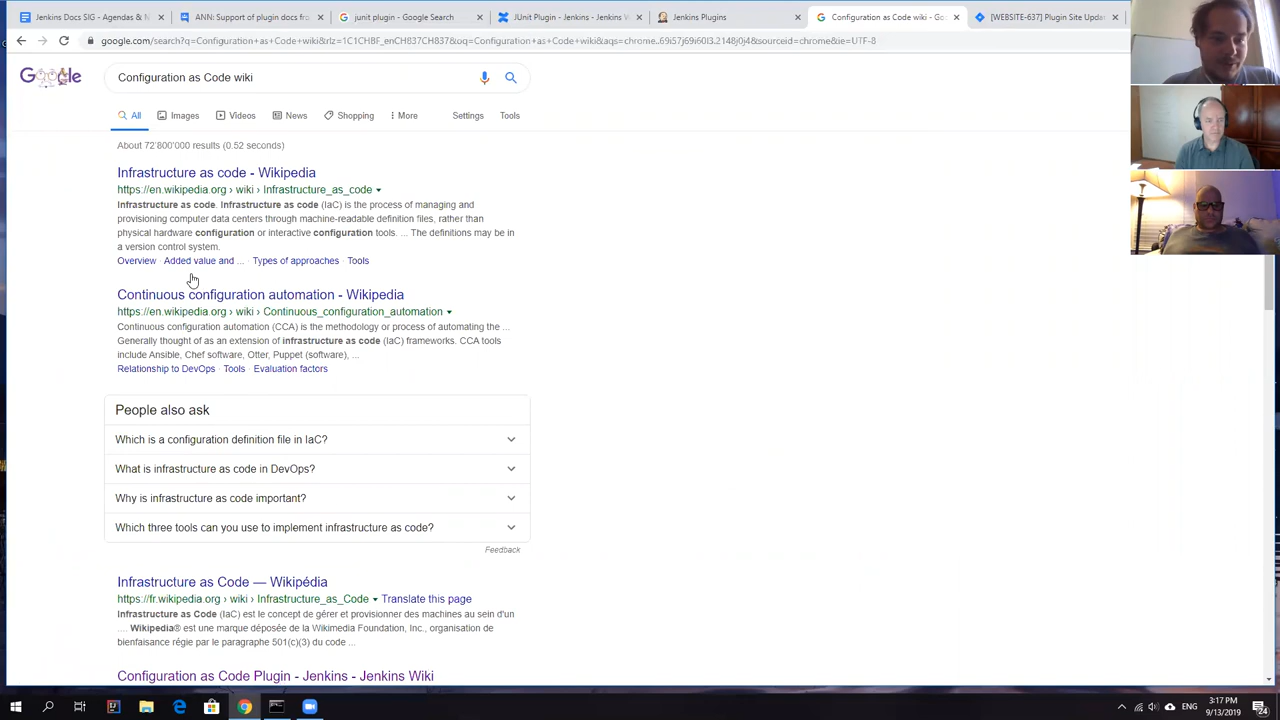 Jenkins Docs SIG - Agendas & N
ANN: Support of plugin docs fro
junit plugin - Google Search
JUnit Plugin - Jenkins - Jenkins W
Jenkins Plugins
Configuration as Code wiki - Goo
[WEBSITE-637] Plugin Site Updat
Configuration as Code wiki
All
Images
Videos
News
Shopping
More
Settings
Tools
About 72'800'000 results (0.52 seconds)
Infrastructure as code - Wikipedia
https://en.wikipedia.org › wiki › Infrastructure_as_code
Infrastructure as code. Infrastructure as code (IaC) is the process of managing and
provisioning computer data centers through machine-readable definition files, rather than
physical hardware configuration or interactive configuration tools. ... The definitions may be in
a version control system.
Overview · Added value and ... · Types of approaches · Tools
Continuous configuration automation - Wikipedia
https://en.wikipedia.org › wiki › Continuous_configuration_automation
Continuous configuration automation (CCA) is the methodology or process of automating the ...
Generally thought of as an extension of infrastructure as code (IaC) frameworks. CCA tools
include Ansible, Chef software, Otter, Puppet (software), ...
Relationship to DevOps · Tools · Evaluation factors
People also ask
Which is a configuration definition file in IaC?
What is infrastructure as code in DevOps?
Why is infrastructure as code important?
Which three tools can you use to implement infrastructure as code?
Feedback
Infrastructure as Code — Wikipédia
https://fr.wikipedia.org › wiki › Infrastructure_as_Code Translate this page
Infrastructure as Code (IaC) est le concept de gérer et provisionner des machines au sein d'un
.... Wikipedia® est une marque déposée de la Wikimedia Foundation, Inc., organisation de
bienfaisance régie par le paragraphe 501(c)(3) du code ...
Configuration as Code Plugin - Jenkins - Jenkins Wiki
ENG
3:17 PM
9/13/2019
24